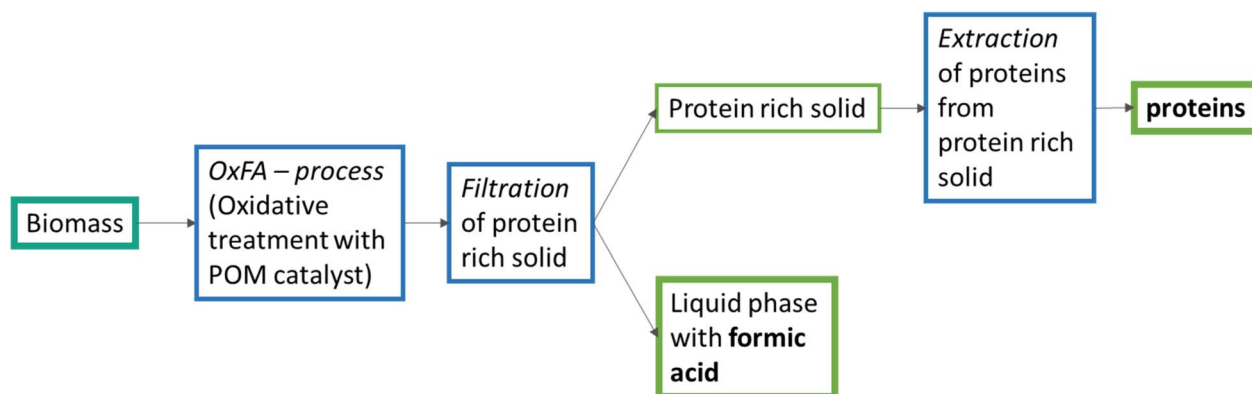 Biomass
OxFA – process
(Oxidative
treatment with
POM catalyst)
Filtration
of protein
rich solid
Protein rich solid
Liquid phase
with formic
acid
Extraction
of proteins
from
protein rich
solid
proteins